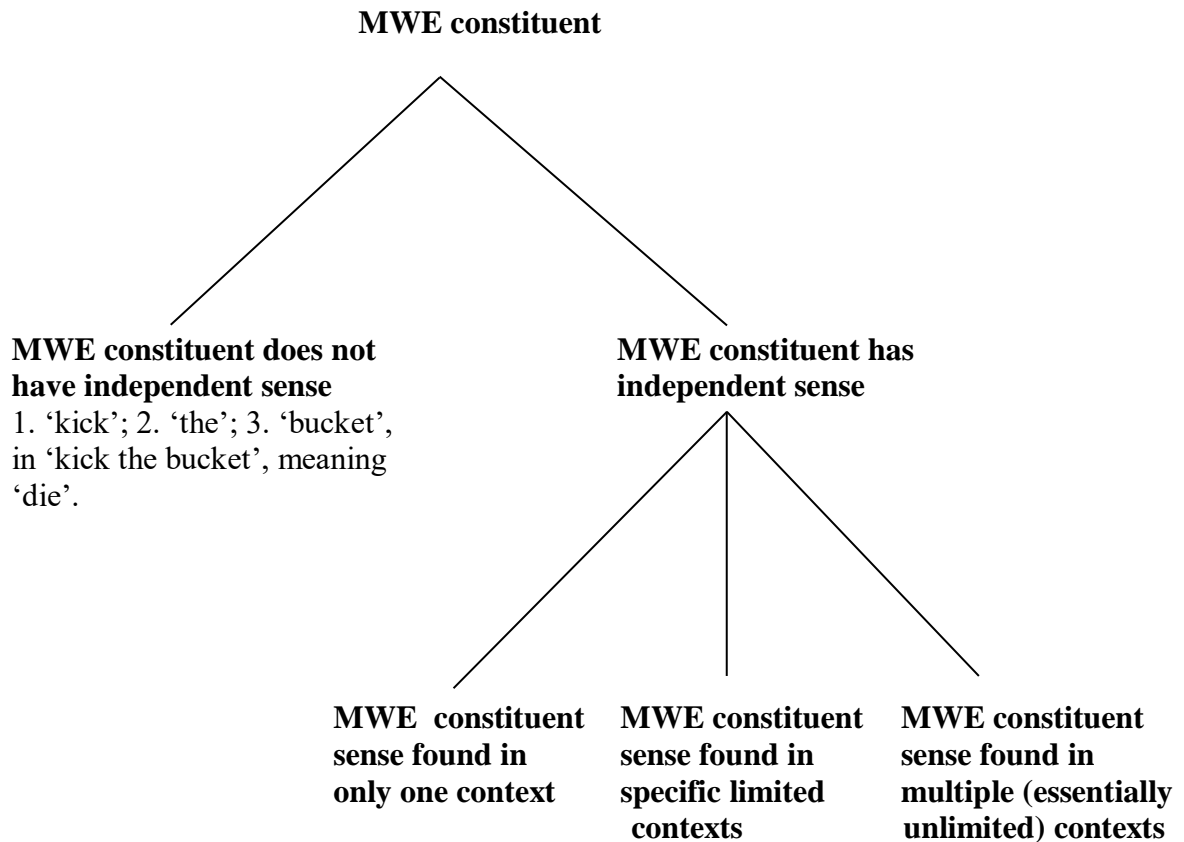 MWE constituent
MWE constituent does not
have independent sense
1. ‘kick’; 2. ‘the’; 3. ‘bucket’,
in ‘kick the bucket’, meaning
‘die’.
MWE constituent has
independent sense
MWE constituent
sense found in
only one context
MWE constituent
sense found in
specific limited
contexts
MWE constituent
sense found in
multiple (essentially
unlimited) contexts